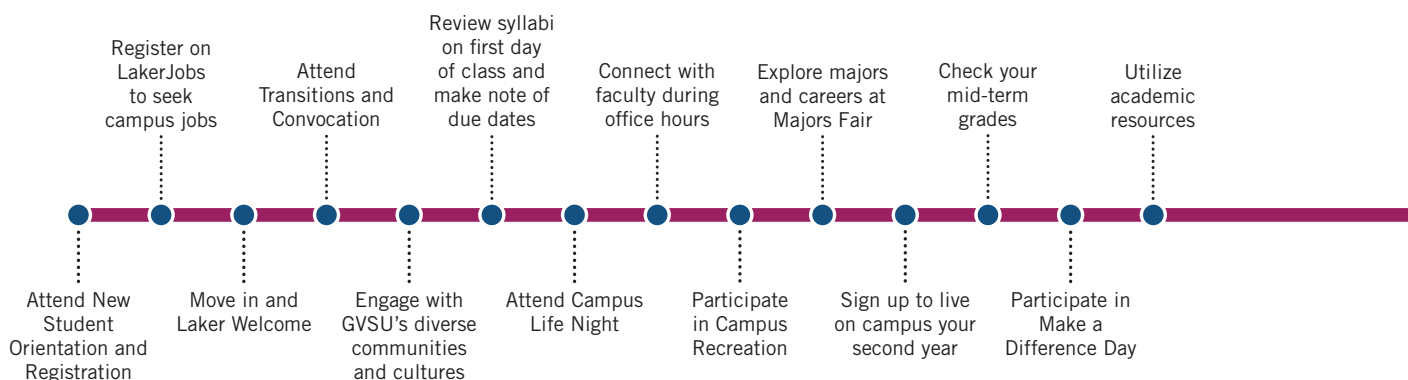 Register on
LakerJobs
to seek
campus jobs
Attend
Transitions and
Convocation
Review syllabi
on first day
of class and
make note of
due dates
Connect with
faculty during
office hours
Explore majors
and careers at
Majors Fair
Check your
mid-term
grades
Utilize
academic
resources
Attend New
Student
Orientation and
Registration
Move in and
Laker Welcome
Engage with
GVSU's diverse
communities
and cultures
Attend Campus
Life Night
Participate
in Campus
Recreation
Sign up to live
on campus your
second year
Participate in
Make a
Difference Day